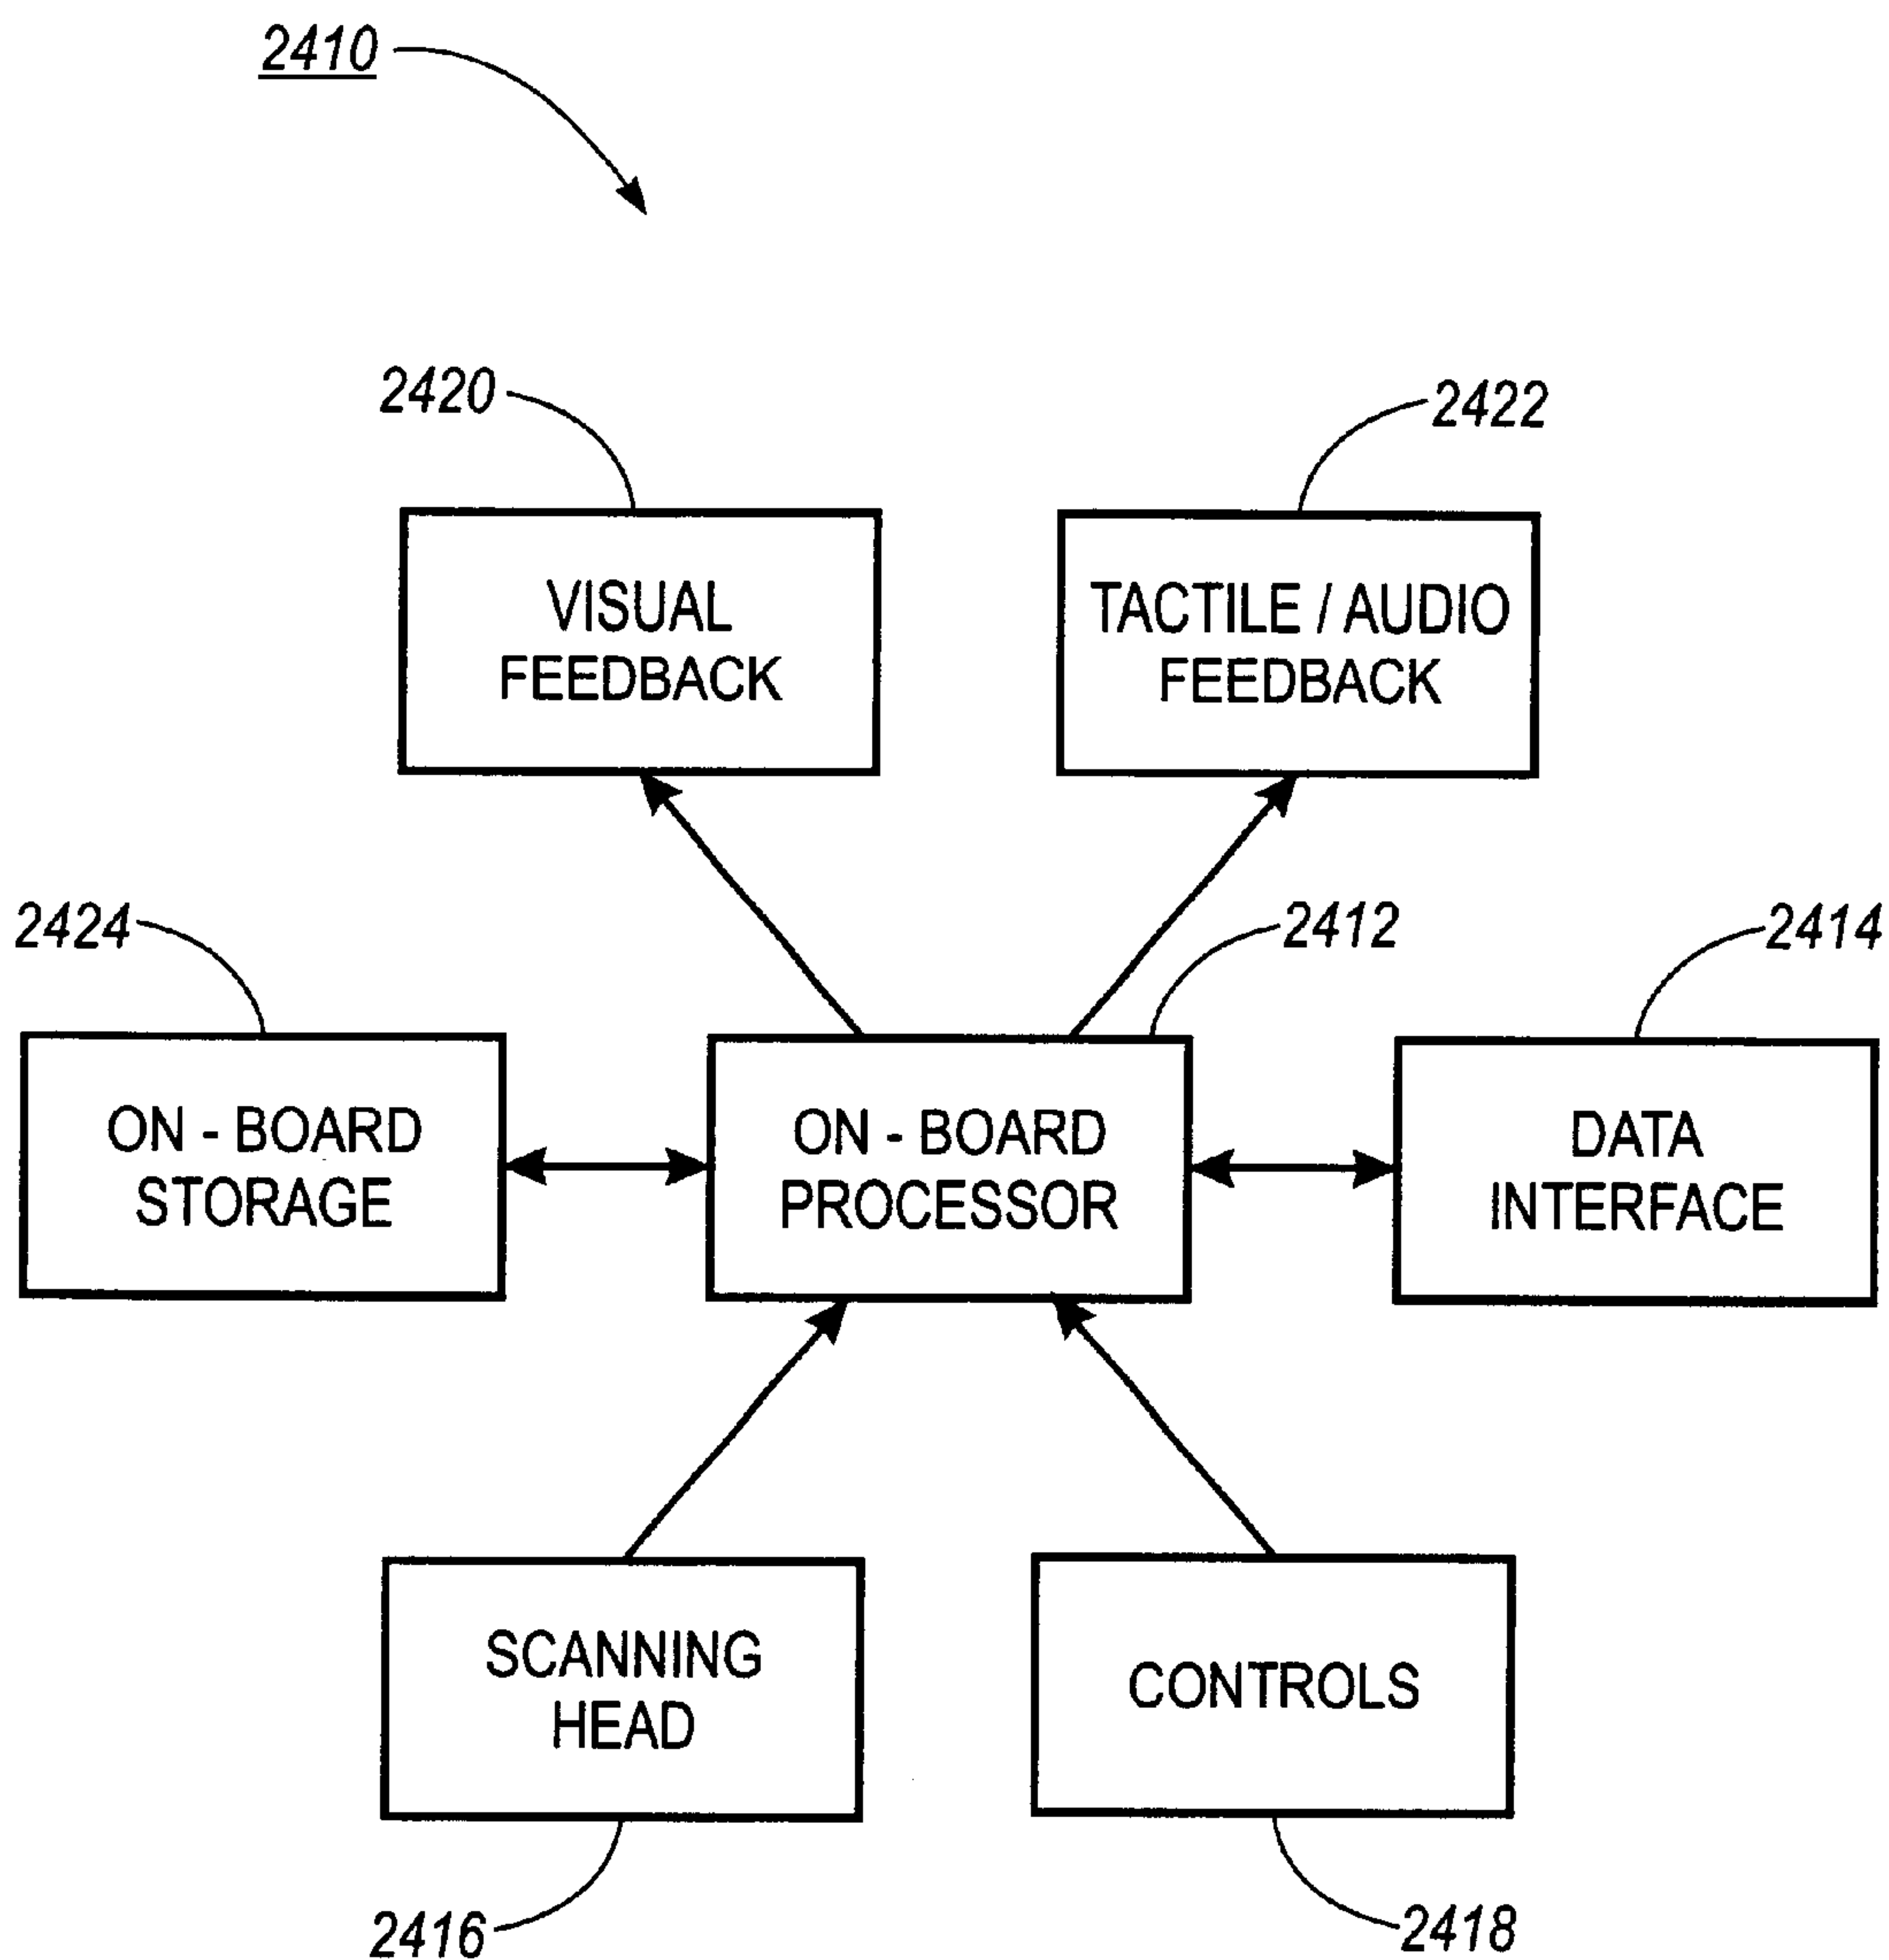 2410
2420
2422
VISUAL
FEEDBACK
TACTILE / AUDIO
FEEDBACK
2424
2412
2414
ON - BOARD
STORAGE
ON - BOARD
PROCESSOR
DATA
INTERFACE
SCANNING
HEAD
CONTROLS
2416
2418